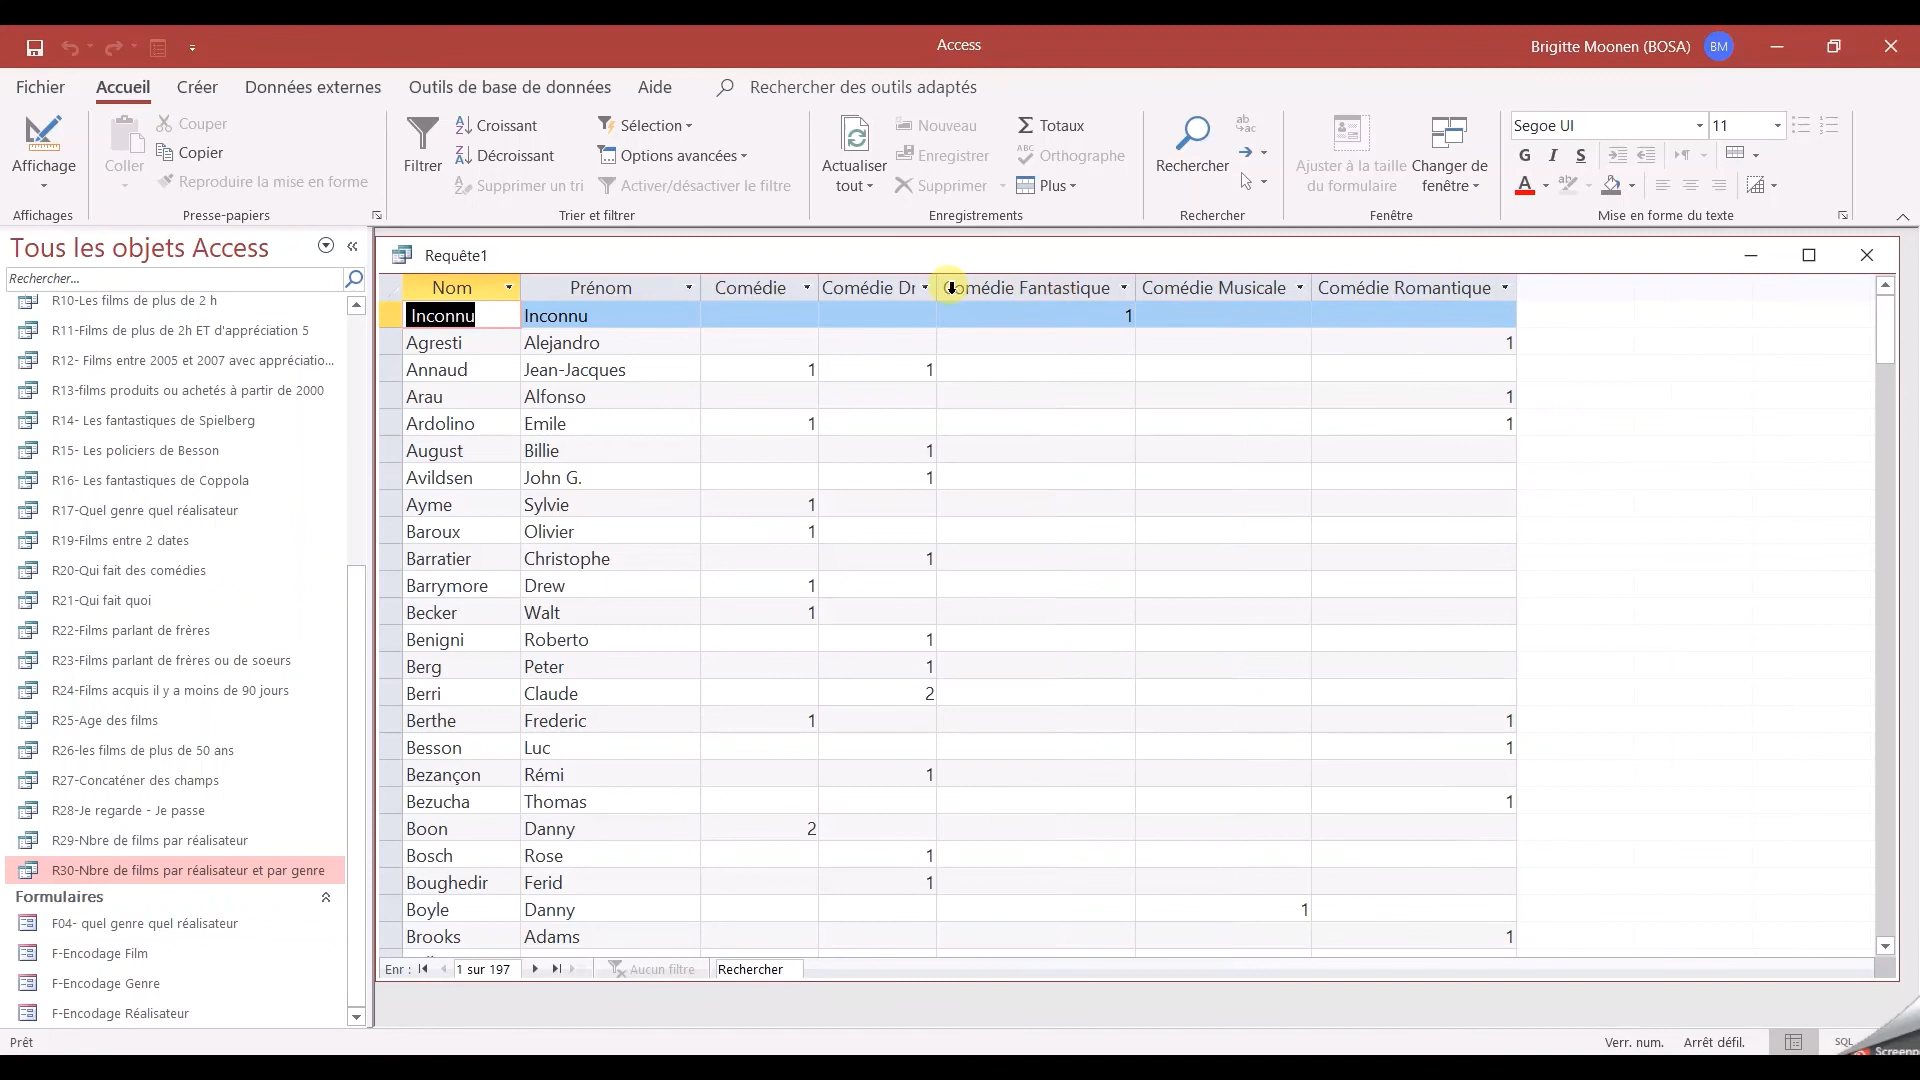 Access
Brigitte Moonen (BOSA) BM
Fichier Accueil Créer Données externes Outils de base de données Aide Rechercher des outils adaptés
Affichage
Coller
Couper
Copier
Reproduire la mise en forme
Filtrer
Croissant
Décroissant
Supprimer un tri
Sélection
Options avancées
Activer/désactiver le filtre
Actualiser
tout
Nouveau
Enregistrer
Supprimer
Totaux
Orthographe
Plus
Rechercher
Ajuster à la taille
du formulaire
Changer de
fenêtre
Segoe UI 11
G I S
Affichages Presse-papiers Trier et filtrer Enregistrements Rechercher Fenêtre Mise en forme du texte
Tous les objets Access
Rechercher...
R10-Les films de plus de 2 h
R11-Films de plus de 2h ET d'appréciation 5
R12- Films entre 2005 et 2007 avec appréciatio...
R13-films produits ou achetés à partir de 2000
R14- Les fantastiques de Spielberg
R15- Les policiers de Besson
R16- Les fantastiques de Coppola
R17-Quel genre quel réalisateur
R19-Films entre 2 dates
R20-Qui fait des comédies
R21-Qui fait quoi
R22-Films parlant de frères
R23-Films parlant de frères ou de soeurs
R24-Films acquis il y a moins de 90 jours
R25-Age des films
R26-les films de plus de 50 ans
R27-Concaténer des champs
R28-Je regarde - Je passe
R29-Nbre de films par réalisateur
R30-Nbre de films par réalisateur et par genre
Formulaires
F04- quel genre quel réalisateur
F-Encodage Film
F-Encodage Genre
F-Encodage Réalisateur
Requête1
Nom Prénom Comédie Comédie Dr Comédie Fantastique Comédie Musicale Comédie Romantique
Inconnu Inconnu 1
Agresti Alejandro 1
Annaud Jean-Jacques 1 1
Arau Alfonso 1
Ardolino Emile 1 1
August Billie 1
Avildsen John G. 1
Ayme Sylvie 1
Baroux Olivier 1
Barratier Christophe 1
Barrymore Drew 1
Becker Walt 1
Benigni Roberto 1
Berg Peter 1
Berri Claude 2
Berthe Frederic 1 1
Besson Luc 1
Bezançon Rémi 1
Bezucha Thomas 1
Boon Danny 2
Bosch Rose 1
Boughedir Ferid 1
Boyle Danny 1
Brooks Adams 1
Enr : 1 sur 197 Aucun filtre Rechercher
Prêt Verr. num. Arrêt défil. SQL